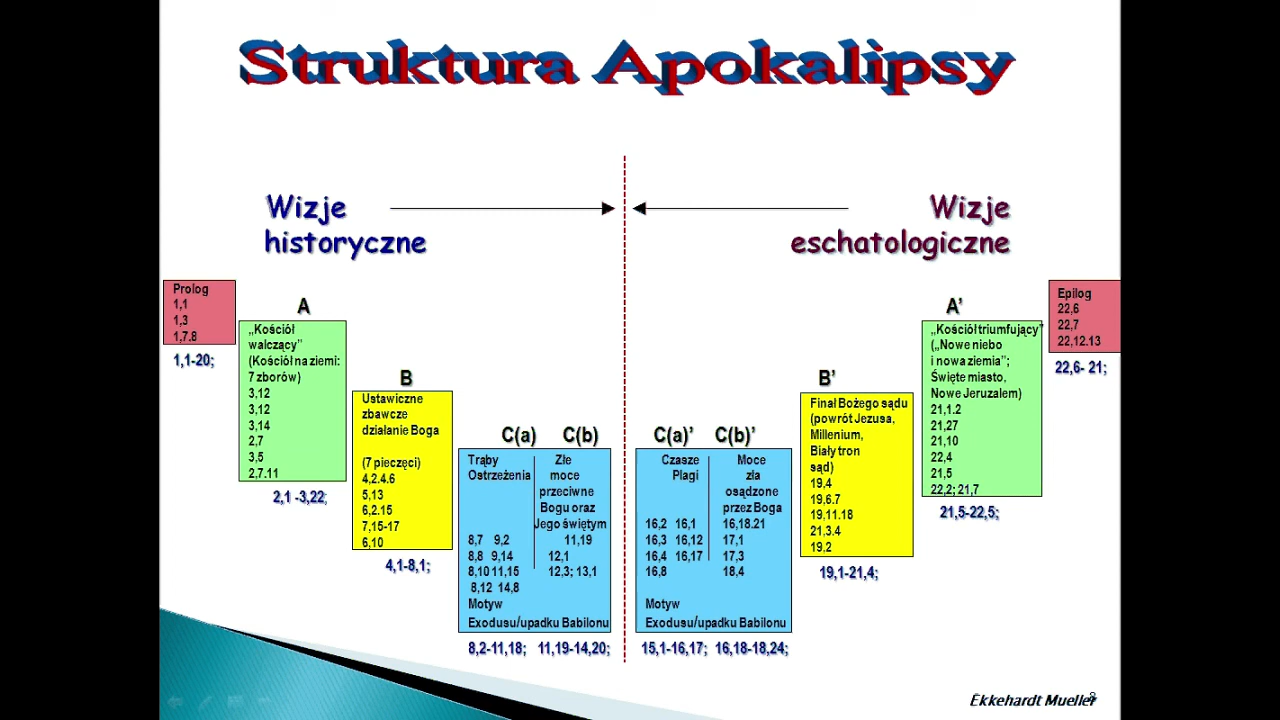 Struktura Apokalipsy
Wizje
historyczne
Wizje
eschatologiczne
Prolog
1,1
1,3
1,7.8
1,1-20;
A
„Kościół
walczący”
(Kościół na ziemi:
7 zborów)
3,12
3,12
3,14
2,7
3,5
2,7.11
2,1 -3,22;
B
Ustawiczne
zbawcze
działanie Boga
(7 pieczęci)
4,2.4.6
5,13
6,2.15
7,15-17
6,10
4,1-8,1;
C(a) C(b)
Trąby Złe
Ostrzeżenia moce
przeciwne
Bogu oraz
Jego świętym
8,7 9,2 11,19
8,8 9,14 12,1
8,10 11,15 12,3; 13,1
8,12 14,8
Motyw
Exodusu/upadku Babilonu
8,2-11,18; 11,19-14,20;
C(a)’ C(b)’
Czasze Moce
Plagi zła
osądzone
przez Boga
16,2 16,1 16,18.21
16,3 16,12 17,1
16,4 16,17 17,3
16,8 18,4
Motyw
Exodusu/upadku Babilonu
15,1-16,17; 16,18-18,24;
B’
Finał Bożego sądu
(powrót Jezusa,
Millenium,
Biały tron
sąd)
19,4
19,6.7
19,11.18
21,3.4
19,2
19,1-21,4;
A’
„Kościół triumfujący”
(„Nowe niebo
i nowa ziemia”;
Święte miasto,
Nowe Jeruzalem)
21,1.2
21,27
21,10
22,4
21,5
22,2; 21,7
21,5-22,5;
Epilog
22,6
22,7
22,12.13
22,6- 21;
Ekkehardt Mueller